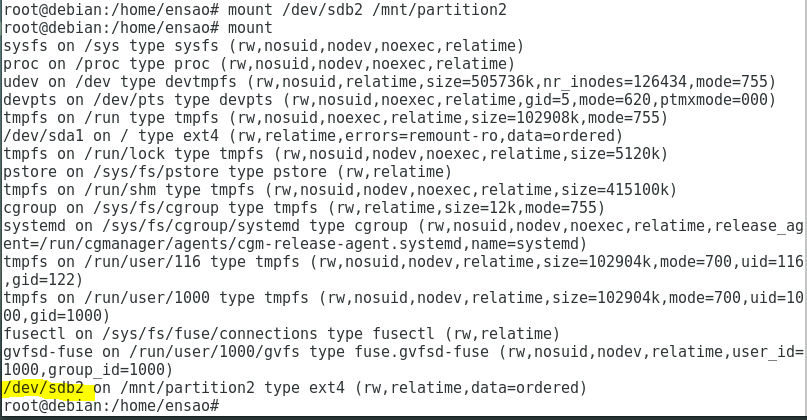 root@debian:/home/ensao# mount /dev/sdb2 /mnt/partition2
root@debian:/home/ensao# mount
sysfs on /sys type sysfs (rw,nosuid,nodev,noexec,relatime)
proc on /proc type proc (rw,nosuid,nodev,noexec,relatime)
udev on /dev type devtmpfs (rw,nosuid,relatime,size=505736k,nr_inodes=126434,mode=755)
devpts on /dev/pts type devpts (rw,nosuid,noexec,relatime,gid=5,mode=620,ptmxmode=000)
tmpfs on /run type tmpfs (rw,nosuid,noexec,relatime,size=102908k,mode=755)
/dev/sda1 on / type ext4 (rw,relatime,errors=remount-ro,data=ordered)
tmpfs on /run/lock type tmpfs (rw,nosuid,nodev,noexec,relatime,size=5120k)
pstore on /sys/fs/pstore type pstore (rw,relatime)
tmpfs on /run/shm type tmpfs (rw,nosuid,nodev,noexec,relatime,size=415100k)
cgroup on /sys/fs/cgroup type tmpfs (rw,relatime,size=12k,mode=755)
systemd on /sys/fs/cgroup/systemd type cgroup (rw,nosuid,nodev,noexec,relatime,release_ag
ent=/run/cgmanager/agents/cgm-release-agent.systemd,name=systemd)
tmpfs on /run/user/116 type tmpfs (rw,nosuid,nodev,relatime,size=102904k,mode=700,uid=116
,gid=122)
tmpfs on /run/user/1000 type tmpfs (rw,nosuid,nodev,relatime,size=102904k,mode=700,uid=10
00,gid=1000)
fusectl on /sys/fs/fuse/connections type fusectl (rw,relatime)
gvfsd-fuse on /run/user/1000/gvfs type fuse.gvfsd-fuse (rw,nosuid,nodev,relatime,user_id=
1000,group_id=1000)
/dev/sdb2 on /mnt/partition2 type ext4 (rw,relatime,data=ordered)
root@debian:/home/ensao#